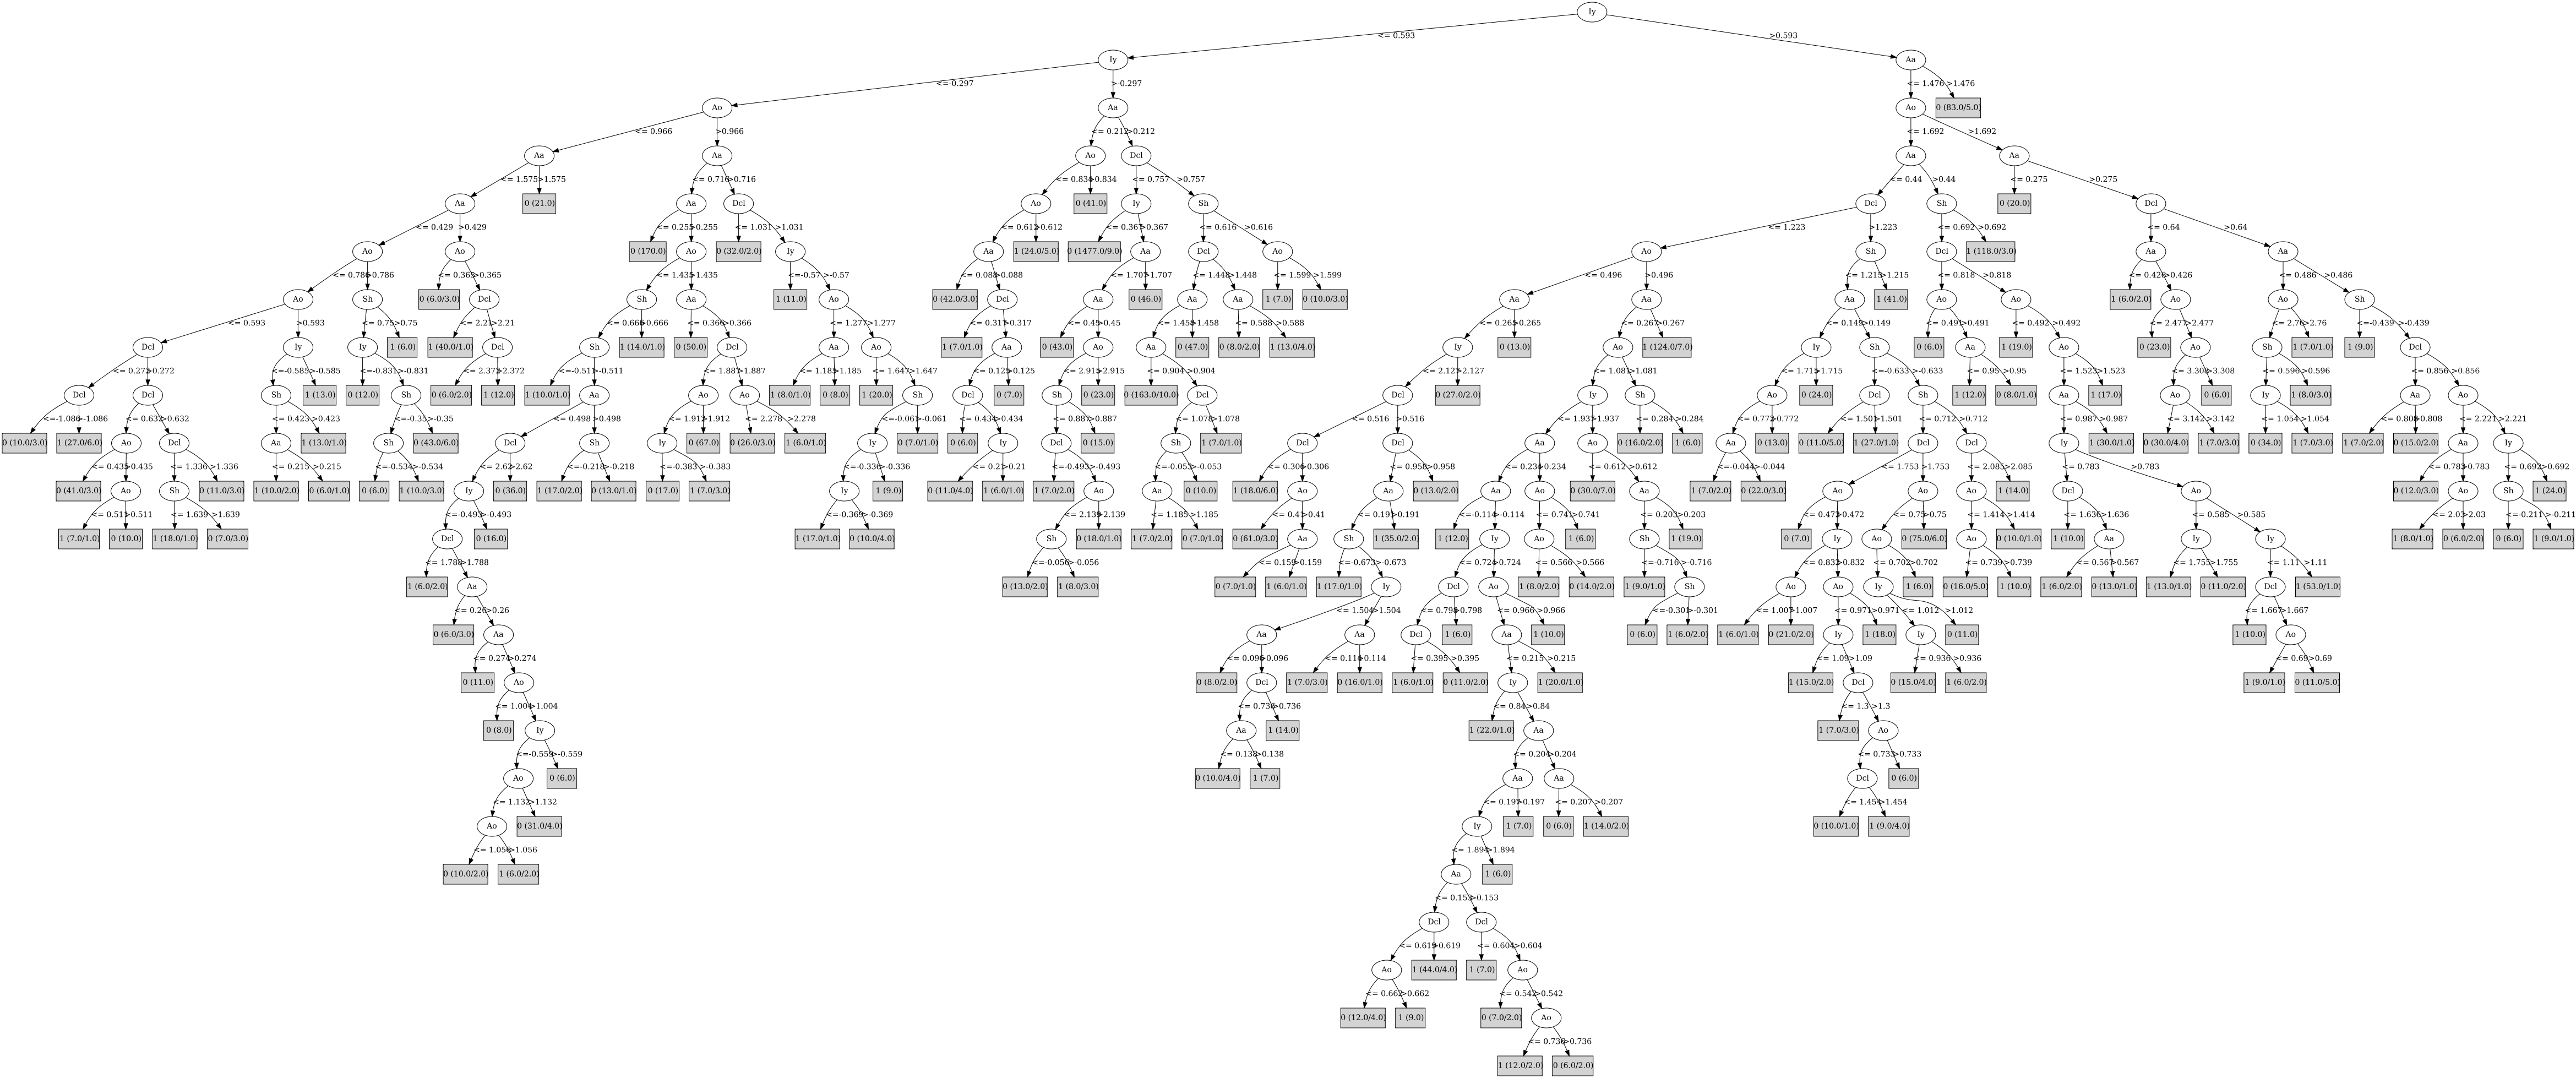 Iy
<= 0.593 >0.593
Iy Aa
<=-0.297 >-0.297 <= 1.476 >1.476
Ao Aa Ao 0 (83.0/5.0)
<= 0.966 >0.966 <= 0.212 >0.212 <= 1.692 >1.692
Aa Aa Ao Dcl Aa Aa
<= 1.575 >1.575 <= 0.716 >0.716 <= 0.834 >0.834 <= 0.757 >0.757 <= 0.44 >0.44 <= 0.275 >0.275
Aa 0 (21.0) Aa Dcl Ao 0 (41.0) Iy Sh Dcl Sh 0 (20.0) Dcl
<= 0.429 >0.429 <= 0.255 >0.255 <= 1.031 >1.031 <= 0.612 >0.612 <= 0.367 >0.367 <= 0.616 >0.616 <= 1.223 >1.223 <= 0.692 >0.692 <= 0.64 >0.64
Ao Ao 0 (170.0) Ao 0 (32.0/2.0) Iy Aa 1 (24.0/5.0) 0 (1477.0/9.0) Aa Dcl Ao Ao Sh Dcl 1 (118.0/3.0) Aa Aa
<= 0.786 >0.786 <= 0.365 >0.365 <= 1.435 >1.435 <=-0.57 >-0.57 <= 0.088 >0.088 <= 1.707 >1.707 <= 1.448 >1.448 <= 1.599 >1.599 <= 0.496 >0.496 <= 1.215 >1.215 <= 0.818 >0.818 <= 0.426 >0.426 <= 0.486 >0.486
Ao Sh 0 (6.0/3.0) Dcl Sh Aa 1 (11.0) Ao 0 (42.0/3.0) Dcl Aa 0 (46.0) Aa Aa 1 (7.0) 0 (10.0/3.0) Aa Aa Aa 1 (41.0) Ao Ao 1 (6.0/2.0) Ao Ao Sh
<= 0.593 >0.593 <= 0.75 >0.75 <= 2.21 >2.21 <= 0.666 >0.666 <= 0.366 >0.366 <= 1.277 >1.277 <= 0.317 >0.317 <= 0.45 >0.45 <= 1.458 >1.458 <= 0.588 >0.588 <= 0.265 >0.265 <= 0.267 >0.267 <= 0.149 >0.149 <= 0.491 >0.491 <= 0.492 >0.492 <= 2.477 >2.477 <= 2.76 >2.76 <=-0.439 >-0.439
Dcl Iy Iy 1 (6.0) 1 (40.0/1.0) Dcl Sh 1 (14.0/1.0) 0 (50.0) Dcl Aa Ao 1 (7.0/1.0) Aa 0 (43.0) Ao Aa 0 (47.0) 0 (8.0/2.0) 1 (13.0/4.0) Iy 0 (13.0) Ao 1 (124.0/7.0) Iy Sh 0 (6.0) Aa 1 (19.0) Ao 0 (23.0) Ao Sh 1 (7.0/1.0) 1 (9.0) Dcl
<= 0.272 >0.272 <=-0.585 >-0.585 <=-0.831 >-0.831 <= 2.372 >2.372 <=-0.511 >-0.511 <= 1.887 >1.887 <= 1.185 >1.185 <= 1.647 >1.647 <= 0.125 >0.125 <= 2.915 >2.915 <= 0.904 >0.904 <= 2.127 >2.127 <= 1.081 >1.081 <= 1.715 >1.715 <=-0.633 >-0.633 <= 0.95 >0.95 <= 1.523 >1.523 <= 3.308 >3.308 <= 0.596 >0.596 <= 0.856 >0.856
Dcl Dcl Sh 1 (13.0) 0 (12.0) Sh 0 (6.0/2.0) 1 (12.0) 1 (10.0/1.0) Aa Ao Ao 1 (8.0/1.0) 0 (8.0) 1 (20.0) Sh Dcl 0 (7.0) Sh 0 (23.0) 0 (163.0/10.0) Dcl Dcl 0 (27.0/2.0) Iy Sh Ao 0 (24.0) Dcl Sh 1 (12.0) 0 (8.0/1.0) Aa 1 (17.0) Ao 0 (6.0) Iy 1 (8.0/3.0) Aa Ao
<=-1.086 >-1.086 <= 0.632 >0.632 <= 0.423 >0.423 <=-0.35 >-0.35 <= 0.498 >0.498 <= 1.912 >1.912 <= 2.278 >2.278 <=-0.061 >-0.061 <= 0.434 >0.434 <= 0.887 >0.887 <= 1.078 >1.078 <= 0.516 >0.516 <= 1.937 >1.937 <= 0.284 >0.284 <= 0.772 >0.772 <= 1.501 >1.501 <= 0.712 >0.712 <= 0.987 >0.987 <= 3.142 >3.142 <= 1.054 >1.054 <= 0.808 >0.808 <= 2.221 >2.221
0 (10.0/3.0) 1 (27.0/6.0) Ao Dcl Aa 1 (13.0/1.0) Sh 0 (43.0/6.0) Dcl Sh Iy 0 (67.0) 0 (26.0/3.0) 1 (6.0/1.0) Iy 0 (7.0/1.0) 0 (6.0) Iy Dcl 0 (15.0) Sh 1 (7.0/1.0) Dcl Dcl Aa Ao 0 (16.0/2.0) 1 (6.0) Aa 0 (13.0) 0 (11.0/5.0) 1 (27.0/1.0) Dcl Dcl Iy 1 (30.0/1.0) 0 (30.0/4.0) 1 (7.0/3.0) 0 (34.0) 1 (7.0/3.0) 1 (7.0/2.0) 0 (15.0/2.0) Aa Iy
<= 0.435 >0.435 <= 1.336 >1.336 <= 0.215 >0.215 <=-0.534 >-0.534 <= 2.62 >2.62 <=-0.218 >-0.218 <=-0.383 >-0.383 <=-0.336 >-0.336 <= 0.21 >0.21 <=-0.493 >-0.493 <=-0.053 >-0.053 <= 0.306 >0.306 <= 0.958 >0.958 <= 0.234 >0.234 <= 0.612 >0.612 <=-0.044 >-0.044 <= 1.753 >1.753 <= 2.085 >2.085 <= 0.783 >0.783 <= 0.783 >0.783 <= 0.692 >0.692
0 (41.0/3.0) Ao Sh 0 (11.0/3.0) 1 (10.0/2.0) 0 (6.0/1.0) 0 (6.0) 1 (10.0/3.0) Iy 0 (36.0) 1 (17.0/2.0) 0 (13.0/1.0) 0 (17.0) 1 (7.0/3.0) Iy 1 (9.0) 0 (11.0/4.0) 1 (6.0/1.0) 1 (7.0/2.0) Ao Aa 0 (10.0) 1 (18.0/6.0) Ao Aa 0 (13.0/2.0) Aa Ao 0 (30.0/7.0) Aa 1 (7.0/2.0) 0 (22.0/3.0) Ao Ao Ao 1 (14.0) Dcl Ao 0 (12.0/3.0) Ao Sh 1 (24.0)
<= 0.511 >0.511 <= 1.639 >1.639 <=-0.493 >-0.493 <=-0.369 >-0.369 <= 2.139 >2.139 <= 1.185 >1.185 <= 0.41 >0.41 <= 0.191 >0.191 <=-0.114 >-0.114 <= 0.741 >0.741 <= 0.203 >0.203 <= 0.472 >0.472 <= 0.75 >0.75 <= 1.414 >1.414 <= 1.636 >1.636 <= 0.585 >0.585 <= 2.03 >2.03 <=-0.211 >-0.211
1 (7.0/1.0) 0 (10.0) 1 (18.0/1.0) 0 (7.0/3.0) Dcl 0 (16.0) 1 (17.0/1.0) 0 (10.0/4.0) Sh 0 (18.0/1.0) 1 (7.0/2.0) 0 (7.0/1.0) 0 (61.0/3.0) Aa Sh 1 (35.0/2.0) 1 (12.0) Iy Ao 1 (6.0) Sh 1 (19.0) 0 (7.0) Iy Ao 0 (75.0/6.0) Ao 0 (10.0/1.0) 1 (10.0) Aa Iy Iy 1 (8.0/1.0) 0 (6.0/2.0) 0 (6.0) 1 (9.0/1.0)
<= 1.788 >1.788 <=-0.056 >-0.056 <= 0.159 >0.159 <=-0.673 >-0.673 <= 0.724 >0.724 <= 0.566 >0.566 <=-0.716 >-0.716 <= 0.832 >0.832 <= 0.702 >0.702 <= 0.739 >0.739 <= 0.567 >0.567 <= 1.755 >1.755 <= 1.11 >1.11
1 (6.0/2.0) Aa 0 (13.0/2.0) 1 (8.0/3.0) 0 (7.0/1.0) 1 (6.0/1.0) 1 (17.0/1.0) Iy Dcl Ao 1 (8.0/2.0) 0 (14.0/2.0) 1 (9.0/1.0) Sh Ao Ao Iy 1 (6.0) 0 (16.0/5.0) 1 (10.0) 1 (6.0/2.0) 0 (13.0/1.0) 1 (13.0/1.0) 0 (11.0/2.0) Dcl 1 (53.0/1.0)
<= 0.26 >0.26 <= 1.504 >1.504 <= 0.798 >0.798 <= 0.966 >0.966 <=-0.301 >-0.301 <= 1.007 >1.007 <= 0.971 >0.971 <= 1.012 >1.012 <= 1.667 >1.667
0 (6.0/3.0) Aa Aa Aa Dcl 1 (6.0) Aa 1 (10.0) 0 (6.0) 1 (6.0/2.0) 1 (6.0/1.0) 0 (21.0/2.0) Iy 1 (18.0) Iy 0 (11.0) 1 (10.0) Ao
<= 0.274 >0.274 <= 0.096 >0.096 <= 0.114 >0.114 <= 0.395 >0.395 <= 0.215 >0.215 <= 1.09 >1.09 <= 0.936 >0.936 <= 0.69 >0.69
0 (11.0) Ao 0 (8.0/2.0) Dcl 1 (7.0/3.0) 0 (16.0/1.0) 1 (6.0/1.0) 0 (11.0/2.0) Iy 1 (20.0/1.0) 1 (15.0/2.0) Dcl 0 (15.0/4.0) 1 (6.0/2.0) 1 (9.0/1.0) 0 (11.0/5.0)
<= 1.004 >1.004 <= 0.736 >0.736 <= 0.84 >0.84 <= 1.3 >1.3
0 (8.0) Iy Aa 1 (14.0) 1 (22.0/1.0) Aa 1 (7.0/3.0) Ao
<=-0.559 >-0.559 <= 0.138 >0.138 <= 0.204 >0.204 <= 0.733 >0.733
Ao 0 (6.0) 0 (10.0/4.0) 1 (7.0) Aa Aa Dcl 0 (6.0)
<= 1.132 >1.132 <= 0.197 >0.197 <= 0.207 >0.207 <= 1.454 >1.454
Ao 0 (31.0/4.0) Iy 1 (7.0) 0 (6.0) 1 (14.0/2.0) 0 (10.0/1.0) 1 (9.0/4.0)
<= 1.056 >1.056 <= 1.894 >1.894
0 (10.0/2.0) 1 (6.0/2.0) Aa 1 (6.0)
<= 0.153 >0.153
Dcl Dcl
<= 0.619 >0.619 <= 0.604 >0.604
Ao 1 (44.0/4.0) 1 (7.0) Ao
<= 0.662 >0.662 <= 0.542 >0.542
0 (12.0/4.0) 1 (9.0) 0 (7.0/2.0) Ao
<= 0.736 >0.736
1 (12.0/2.0) 0 (6.0/2.0)